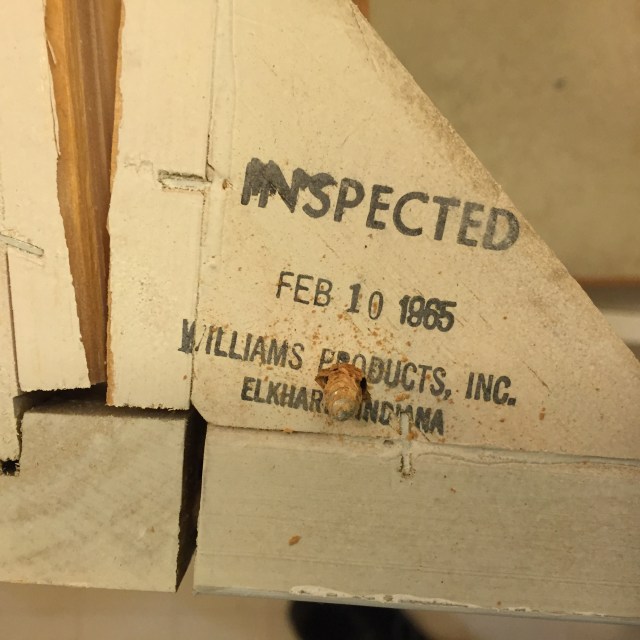 INSPECTED
FEB 10 1965
WILLIAMS PRODUCTS, INC.
ELKHART INDIANA